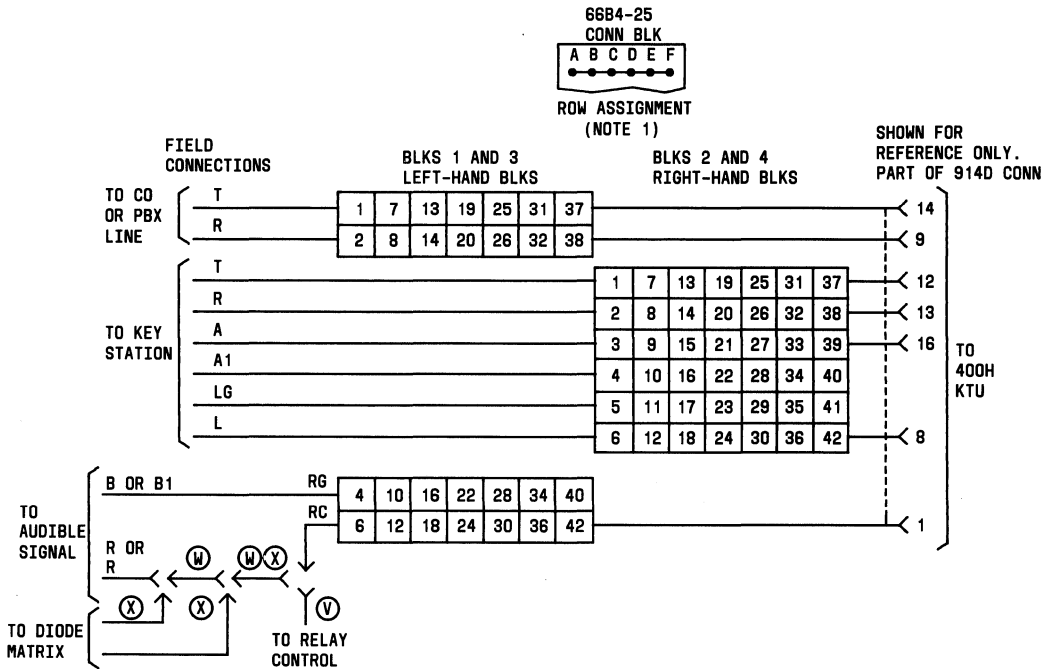 66B4-25
CONN BLK
A B C D E F
ROW ASSIGNMENT
(NOTE 1)
SHOWN FOR
REFERENCE ONLY.
PART OF 914D CONN
FIELD
CONNECTIONS
BLKS 1 AND 3
LEFT-HAND BLKS
BLKS 2 AND 4
RIGHT-HAND BLKS
TO CO
OR PBX
LINE
T
1 7 13 19 25 31 37
14
R
2 8 14 20 26 32 38
9
TO KEY
STATION
T
1 7 13 19 25 31 37
12
R
2 8 14 20 26 32 38
13
A
3 9 15 21 27 33 39
16
A1
4 10 16 22 28 34 40
LG
5 11 17 23 29 35 41
L
6 12 18 24 30 36 42
8
TO
400H
KTU
TO
AUDIBLE
SIGNAL
B OR B1
RG
4 10 16 22 28 34 40
RC
6 12 18 24 30 36 42
1
R OR
R
W
W X
X
X
V
TO DIODE
MATRIX
TO RELAY
CONTROL